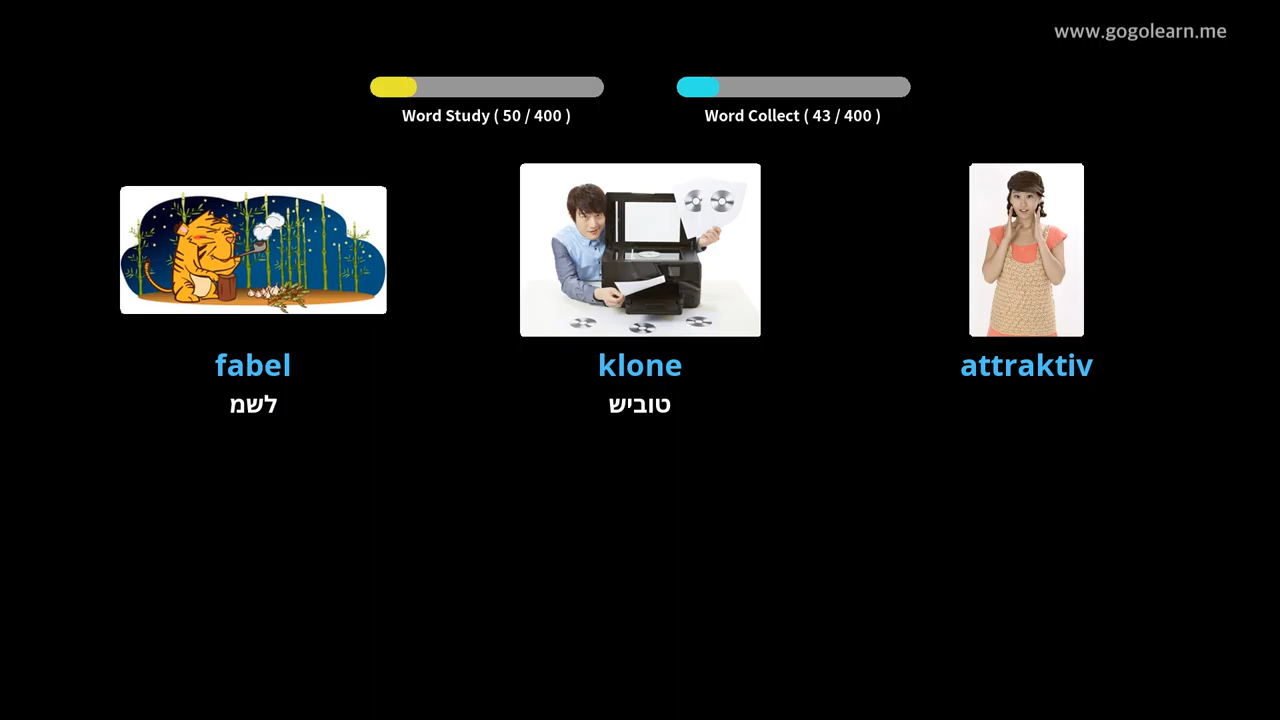 www.gogolearn.me
Word Study ( 50 / 400 )
Word Collect ( 43 / 400 )
fabel
לשמ
klone
טוביש
attraktiv